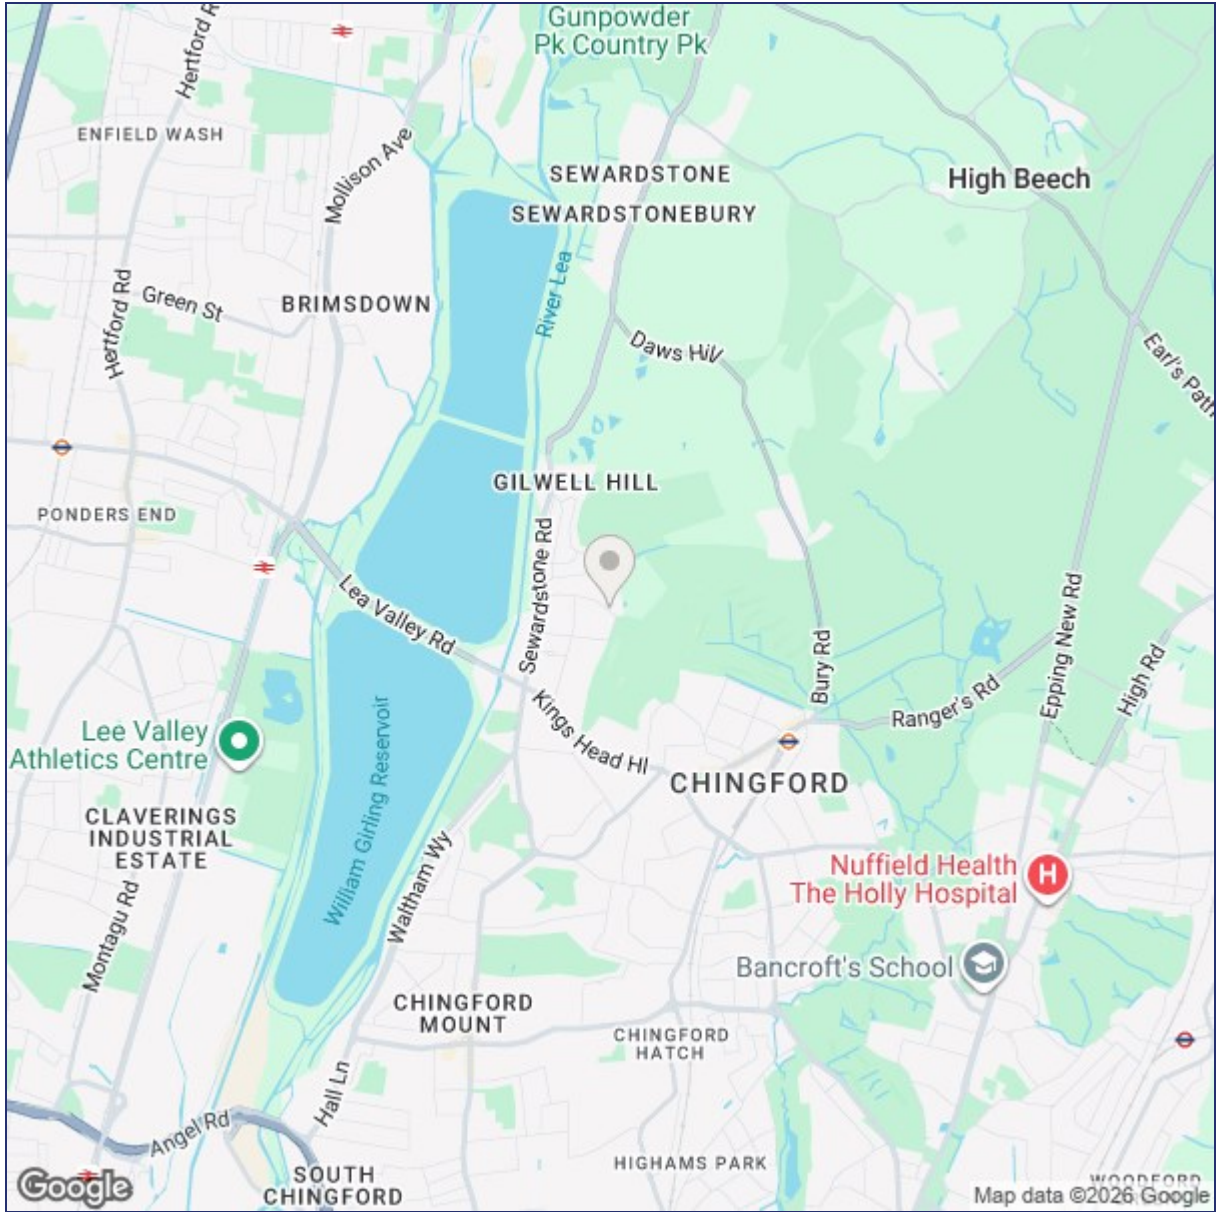 Gunpowder
Pk Country Pk
Hertford R
ENFIELD WASH
Mollison Ave
SEWARDSTONE
High Beech
SEWARDSTONEBURY
River Lea
Hertford Rd
Green St
BRIMSDOWN
Daws Hil
Earl's Path
GILWELL HILL
PONDERS END
Sewardstone Rd
Lea Valley Rd
Epping New Rd
Bury Rd
High Rd
Ranger's Rd
Kings Head Hl
Lee Valley
Athletics Centre
William Girling Reservoir
CHINGFORD
CLAVERINGS
INDUSTRIAL
ESTATE
Waltham Wy
Nuffield Health
The Holly Hospital
H
Montagu Rd
Bancroft's School
CHINGFORD
MOUNT
CHINGFORD
HATCH
Hall Ln
Angel Rd
SOUTH
CHINGFORD
HIGHAMS PARK
WOODFORD
Google
Map data ©2026 Google